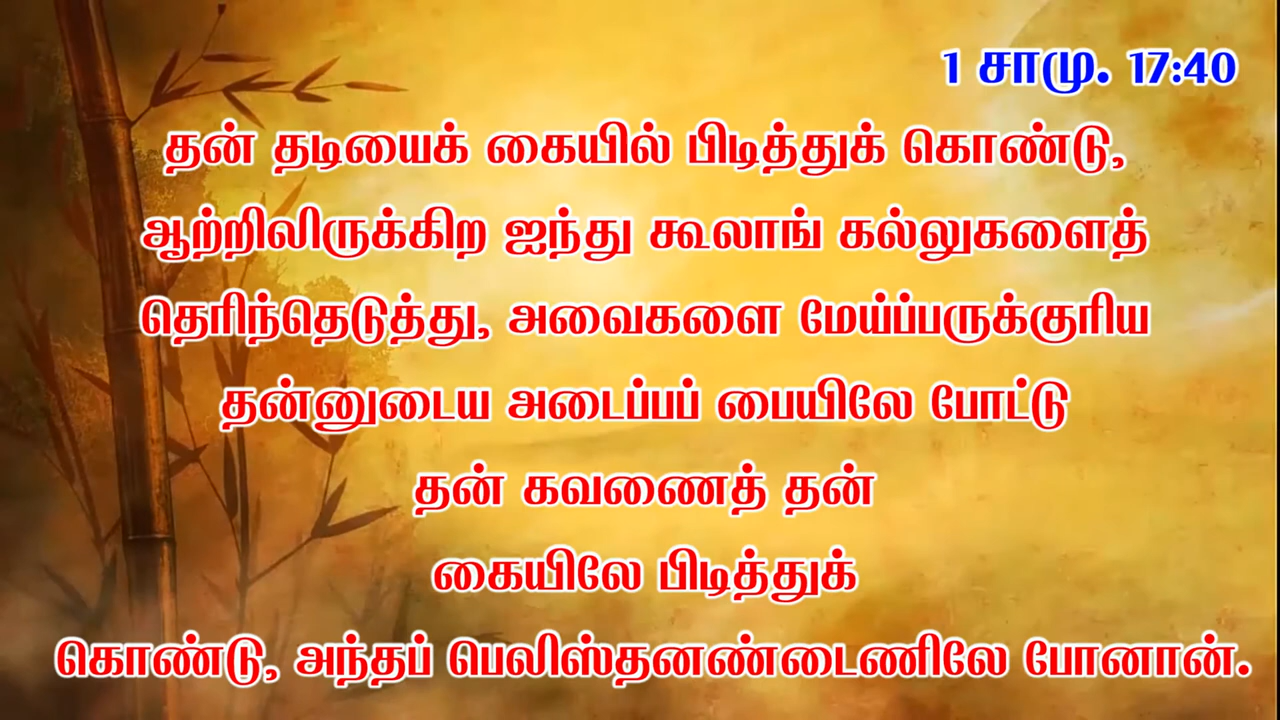 1 சாமு. 17:40
தன் தடியைக் கையில் பிடித்துக் கொண்டு,
ஆற்றிலிருக்கிற ஐந்து கூலாங் கல்லுகளைத்
தெரிந்தெடுத்து, அவைகளை மேய்ப்பருக்குரிய
தன்னுடைய அடைப்பப் பையிலே போட்டு
தன் கவணைத் தன்
கையிலே பிடித்துக்
கொண்டு, அந்தப் பெலிஸ்தனண்டைணிலே போனான்.